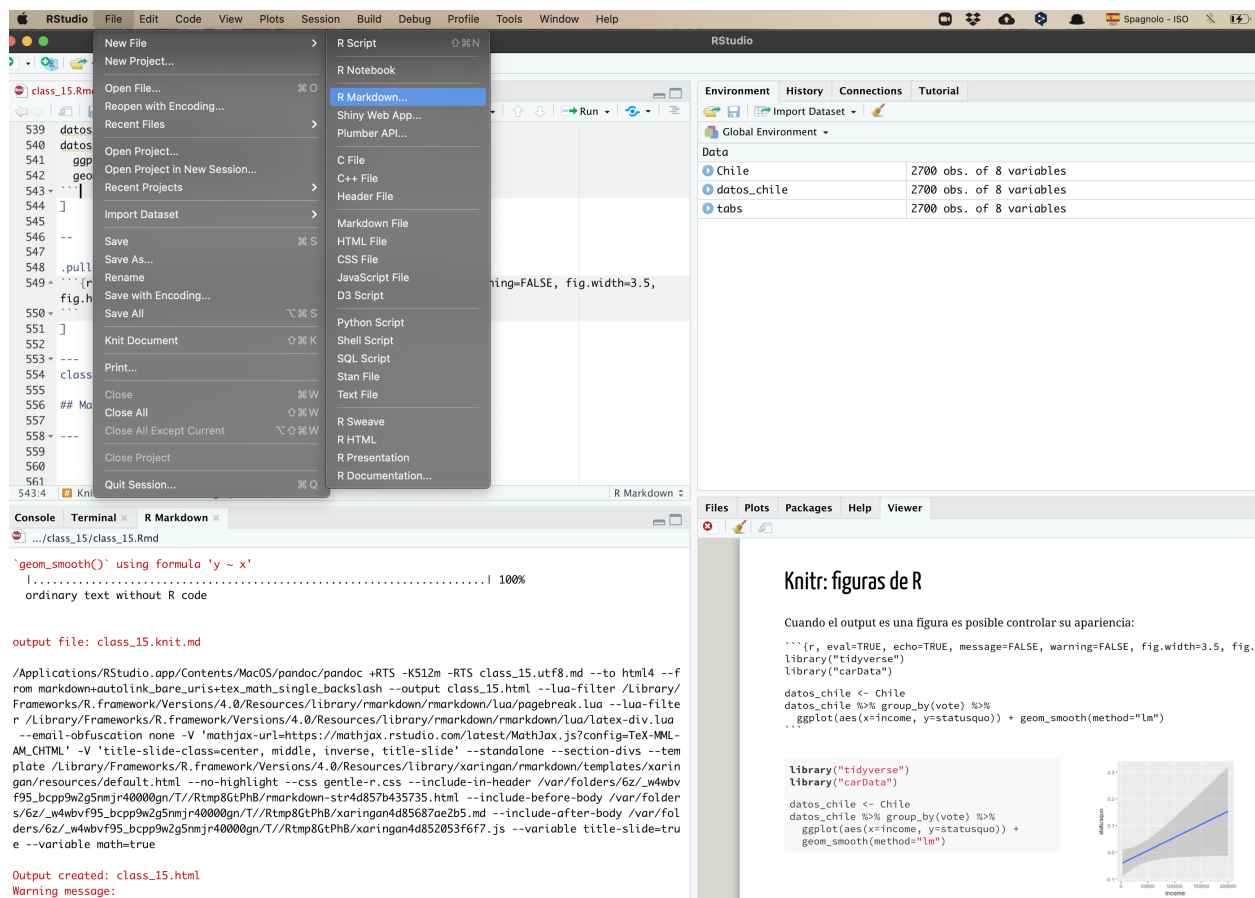 RStudio File Edit Code View Plots Session Build Debug Profile Tools Window Help Spagnolo - ISO
RStudio
class_15.Rm
Run
539 datos
540 datos
541 ggp
542 geo
543 ```
544 ]
545
546 --
547
548 .pull
549 ```{r ning=FALSE, fig.width=3.5,
fig.h
550 ```
551 ]
552
553 ---
554 class
555
556 ## Ma
557
558 ---
559
560
561
543:4 Kni R Markdown
New File
New Project...
Open File... ⌘ O
Reopen with Encoding...
Recent Files
Open Project...
Open Project in New Session...
Recent Projects
Import Dataset
Save ⌘ S
Save As...
Rename
Save with Encoding...
Save All ⌥ ⌘ S
Knit Document ⇧ ⌘ K
Print...
Close ⌘ W
Close All ⇧ ⌘ W
Close All Except Current ⌥ ⇧ ⌘ W
Close Project
Quit Session... ⌘ Q
R Script ⇧ ⌘ N
R Notebook
R Markdown...
Shiny Web App...
Plumber API...
C File
C++ File
Header File
Markdown File
HTML File
CSS File
JavaScript File
D3 Script
Python Script
Shell Script
SQL Script
Stan File
Text File
R Sweave
R HTML
R Presentation
R Documentation...
Environment History Connections Tutorial
Import Dataset
Global Environment
Data
Chile 2700 obs. of 8 variables
datos_chile 2700 obs. of 8 variables
tabs 2700 obs. of 8 variables
Console Terminal R Markdown
.../class_15/class_15.Rmd
`geom_smooth()` using formula 'y ~ x'
|......................................................................| 100%
ordinary text without R code
output file: class_15.knit.md
/Applications/RStudio.app/Contents/MacOS/pandoc/pandoc +RTS -K512m -RTS class_15.utf8.md --to html4 --f
rom markdown+autolink_bare_uris+tex_math_single_backslash --output class_15.html --lua-filter /Library/
Frameworks/R.framework/Versions/4.0/Resources/library/rmarkdown/rmarkdown/lua/pagebreak.lua --lua-filte
r /Library/Frameworks/R.framework/Versions/4.0/Resources/library/rmarkdown/rmarkdown/lua/latex-div.lua
--email-obfuscation none -V 'mathjax-url=https://mathjax.rstudio.com/latest/MathJax.js?config=TeX-MML-
AM_CHTML' -V 'title-slide-class=center, middle, inverse, title-slide' --standalone --section-divs --tem
plate /Library/Frameworks/R.framework/Versions/4.0/Resources/library/xaringan/rmarkdown/templates/xarin
gan/resources/default.html --no-highlight --css gentle-r.css --include-in-header /var/folders/6z/_w4wbv
f95_bcpp9w2g5nmjr40000gn/T//Rtmp8GtPhB/rmarkdown-str4d857b435735.html --include-before-body /var/folder
s/6z/_w4wbvf95_bcpp9w2g5nmjr40000gn/T//Rtmp8GtPhB/xaringan4d85687ae2b5.md --include-after-body /var/fol
ders/6z/_w4wbvf95_bcpp9w2g5nmjr40000gn/T//Rtmp8GtPhB/xaringan4d852053f6f7.js --variable title-slide=tru
e --variable math=true
Output created: class_15.html
Warning message:
Files Plots Packages Help Viewer
Knitr: figuras de R
Cuando el output es una figura es posible controlar su apariencia:
```{r, eval=TRUE, echo=TRUE, message=FALSE, warning=FALSE, fig.width=3.5, fig.
library("tidyverse")
library("carData")
datos_chile <- Chile
datos_chile %>% group_by(vote) %>%
ggplot(aes(x=income, y=statusquo)) + geom_smooth(method="lm")
```
library("tidyverse")
library("carData")
datos_chile <- Chile
datos_chile %>% group_by(vote) %>%
ggplot(aes(x=income, y=statusquo)) +
geom_smooth(method="lm")
0.3
0.2
0.1
0.0
-0.1
statusquo
0 50000 100000 150000 200000
income